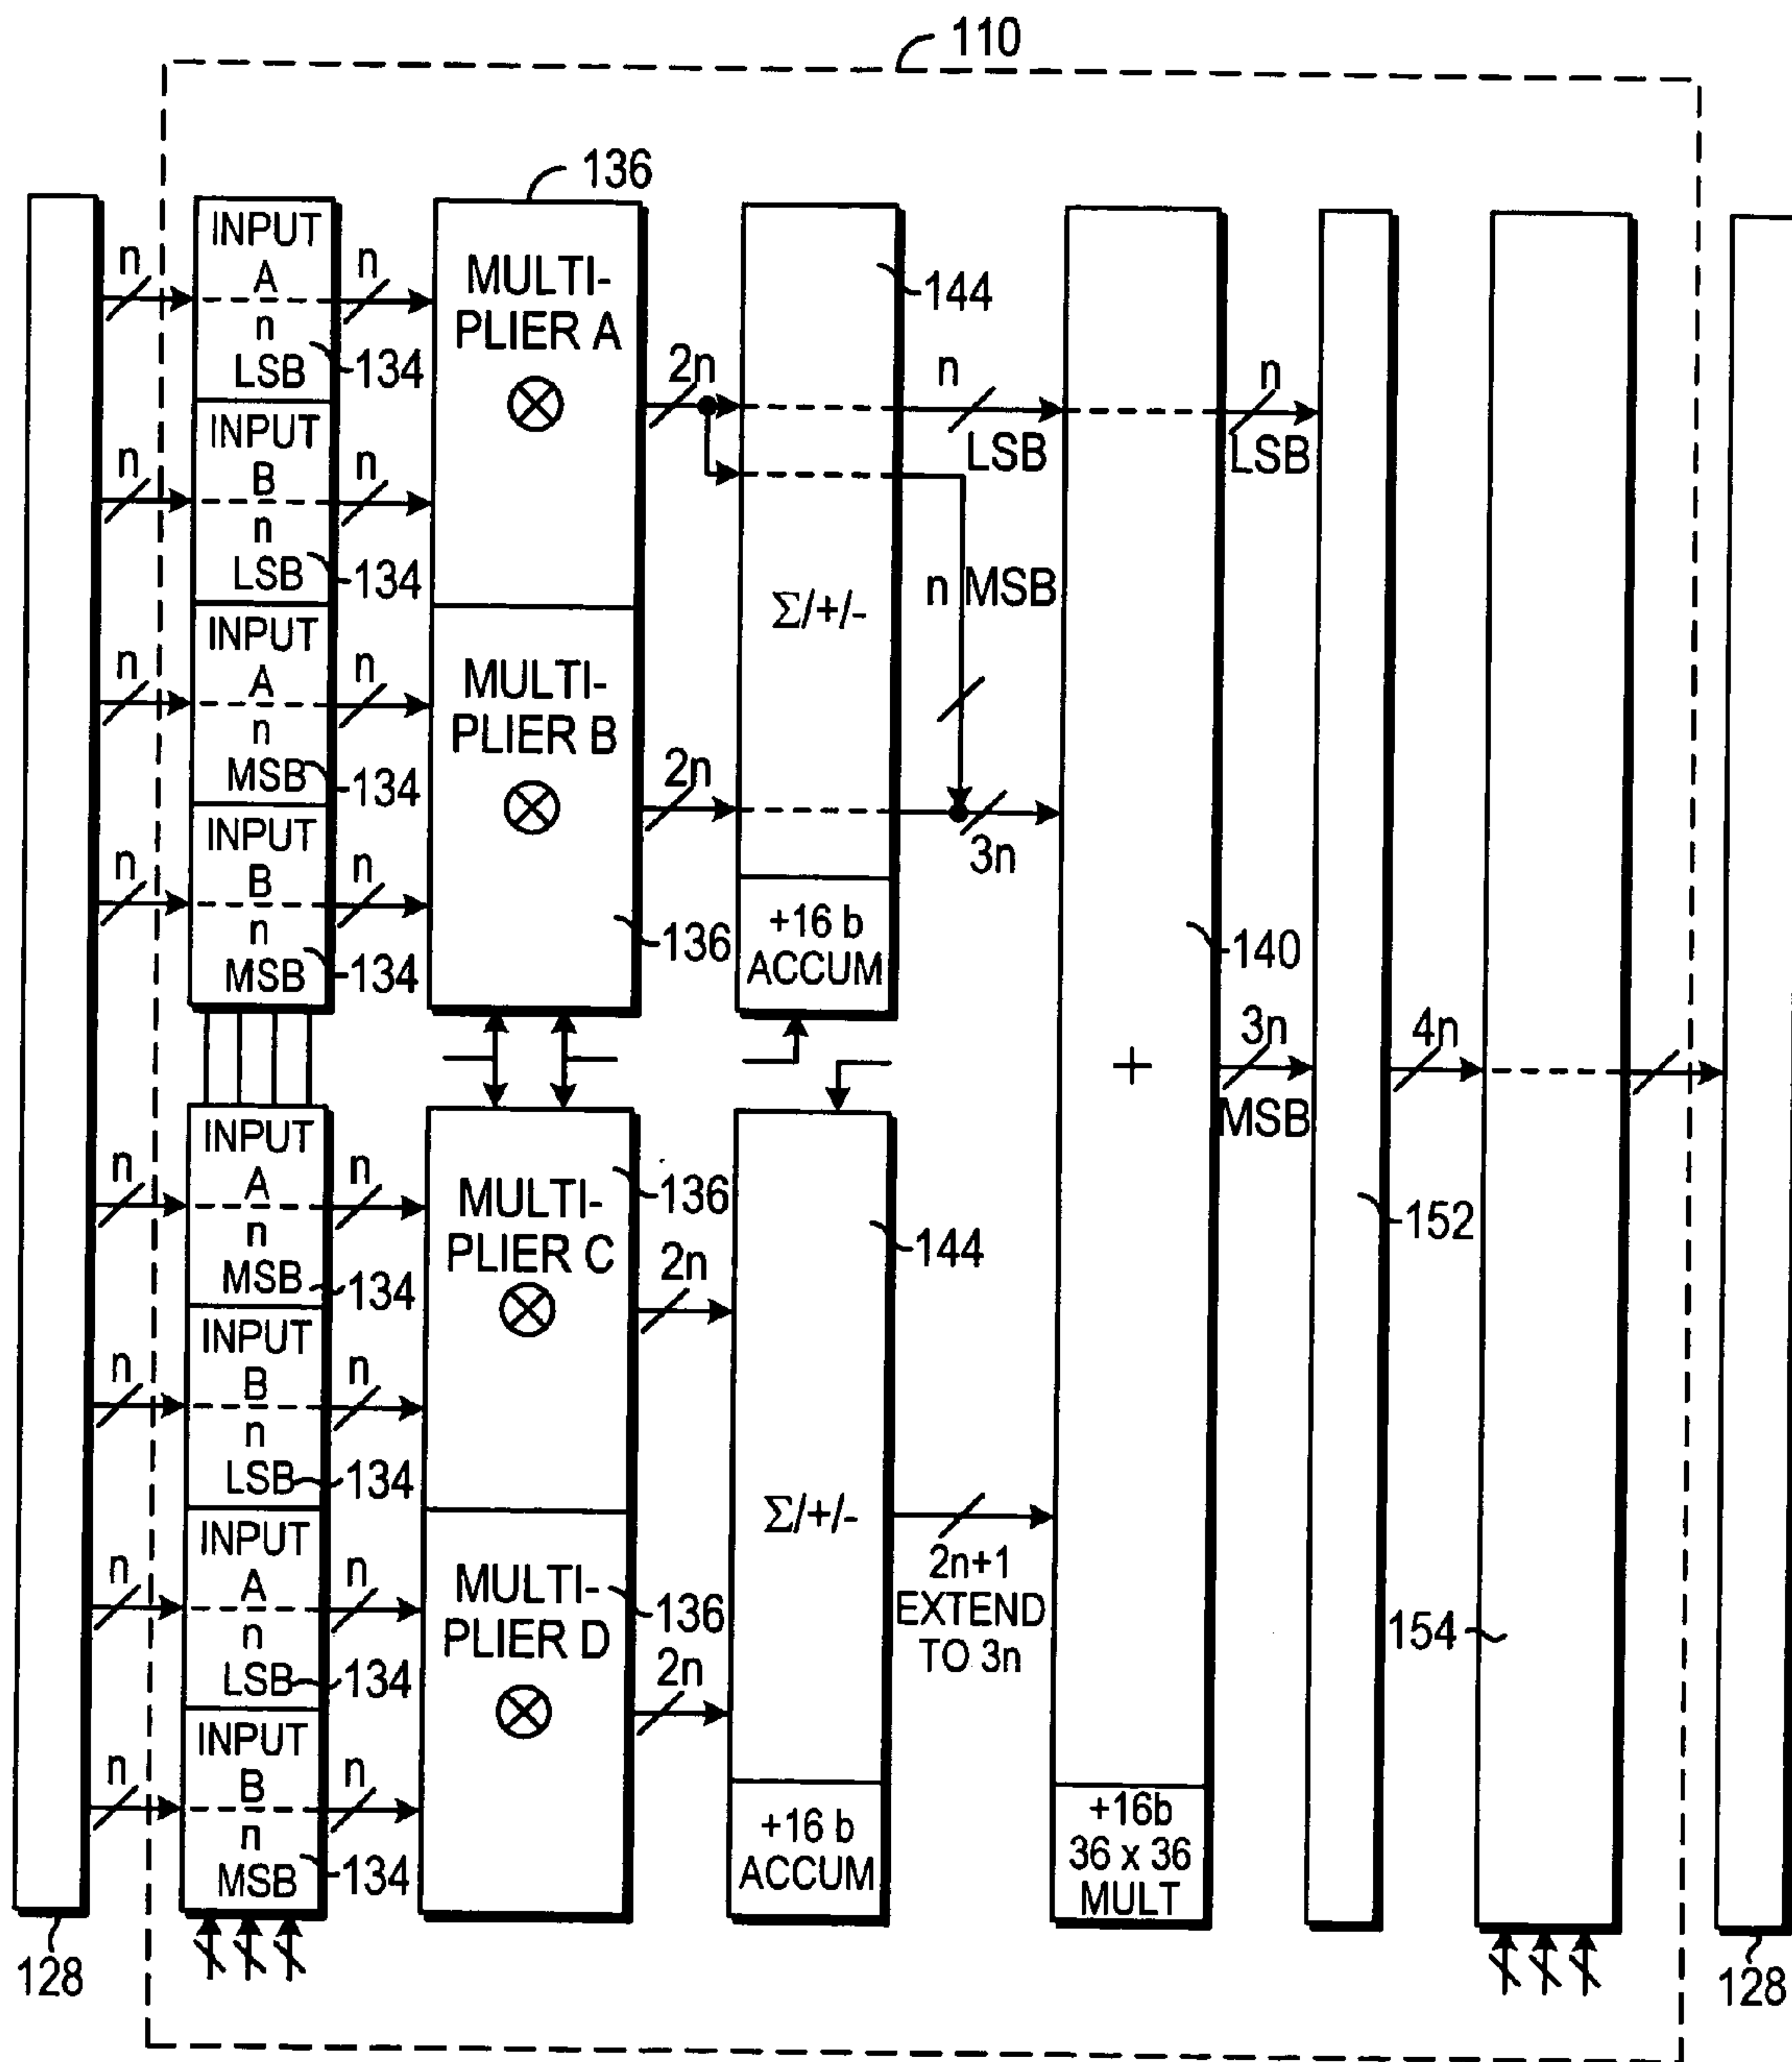 110
136
INPUT
A
n
LSB
134
INPUT
B
n
LSB
134
INPUT
A
n
MSB
134
INPUT
B
n
MSB
134
n
n
n
n
n
n
n
n
MULTI-
PLIER A
MULTI-
PLIER B
136
2n
2n
144
Σ/+/-
+16 b
ACCUM
n
LSB
n MSB
3n
n
LSB
140
+
3n
MSB
4n
152
INPUT
A
n
MSB
134
INPUT
B
n
LSB
134
INPUT
A
n
LSB
134
INPUT
B
n
MSB
134
n
n
n
n
n
n
n
n
MULTI-
PLIER C
136
MULTI-
PLIER D
136
2n
2n
144
Σ/+/-
+16 b
ACCUM
2n+1
EXTEND
TO 3n
+16b
36 x 36
MULT
154
128
128